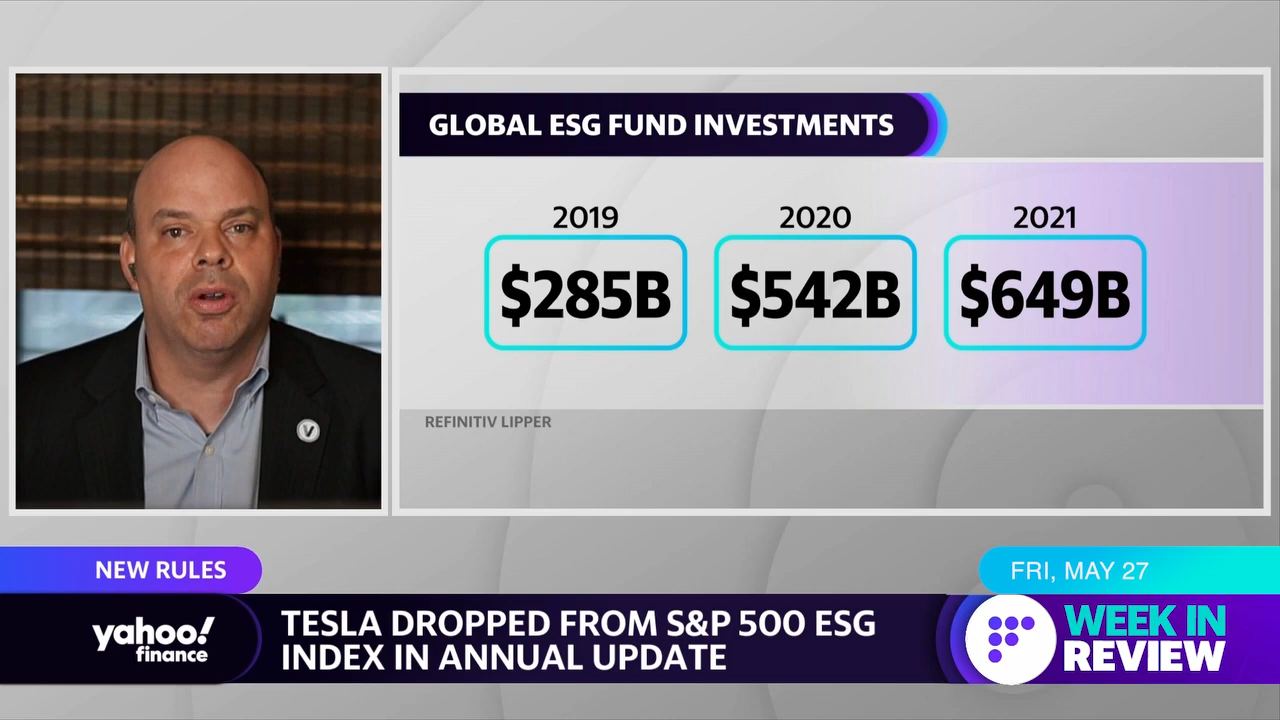 GLOBAL ESG FUND INVESTMENTS
2019 2020 2021
$285B $542B $649B
REFINITIV LIPPER
V
NEW RULES
FRI, MAY 27
yahoo!
finance
TESLA DROPPED FROM S&P 500 ESG
INDEX IN ANNUAL UPDATE
WEEK IN
REVIEW